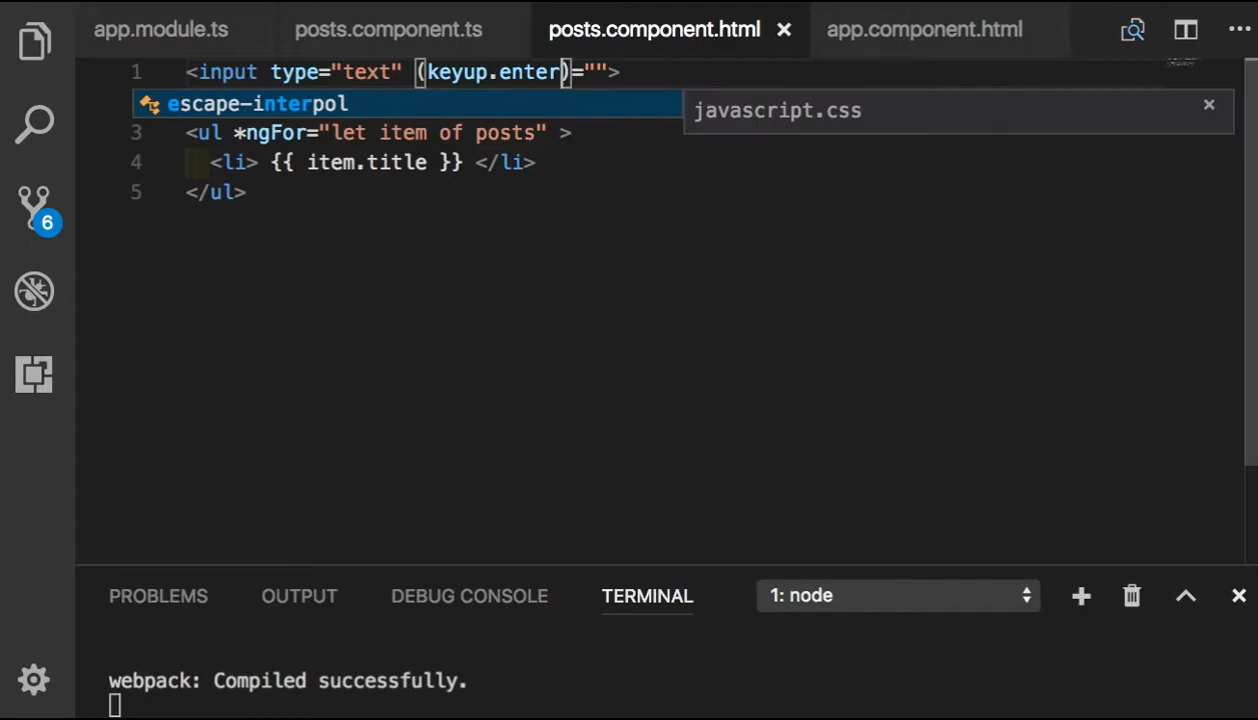 app.module.ts posts.component.ts posts.component.html × app.component.html ...
1 <input type="text" (keyup.enter)="">
escape-interpol javascript.css ×
3 <ul *ngFor="let item of posts" >
4 <li> {{ item.title }} </li>
5 </ul>
6
PROBLEMS OUTPUT DEBUG CONSOLE TERMINAL 1: node
webpack: Compiled successfully.